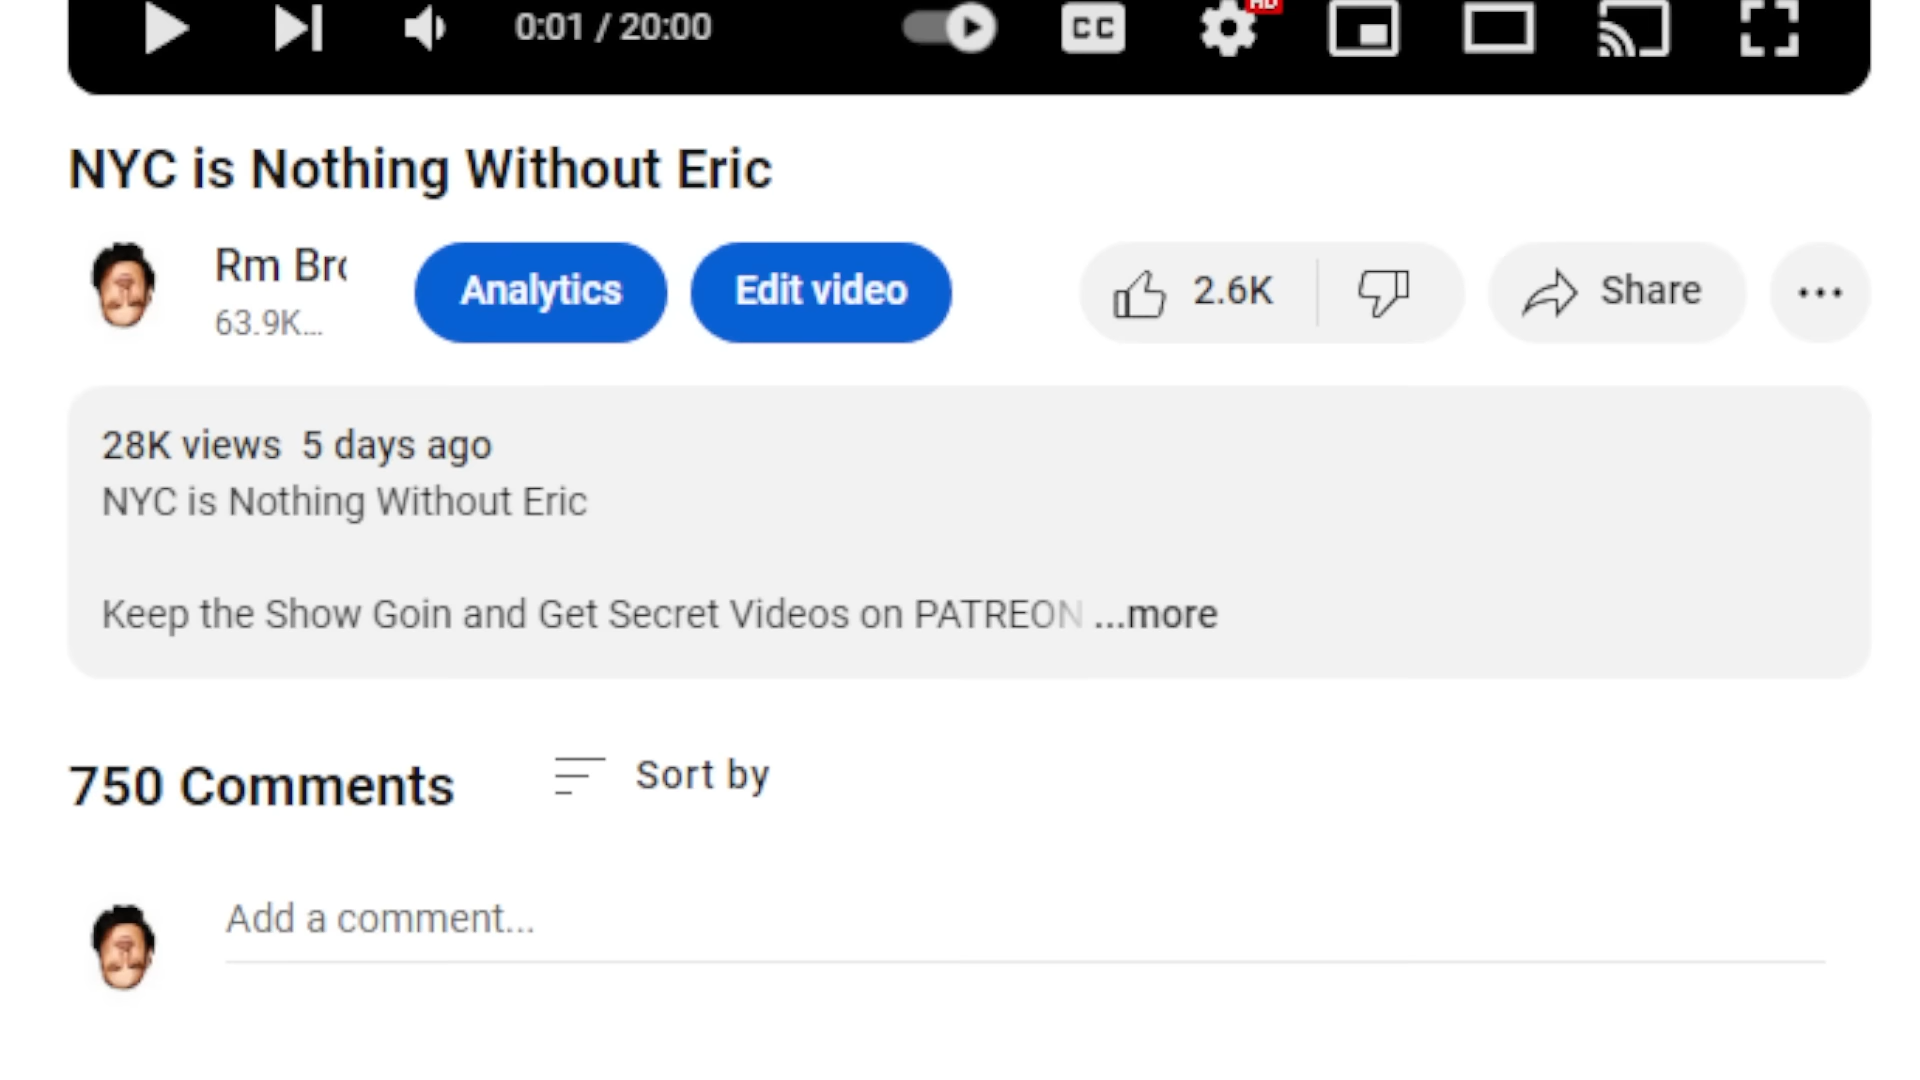 0:01 / 20:00
CC
HD
NYC is Nothing Without Eric
Rm Bro
63.9K...
Analytics
Edit video
2.6K
Share
28K views 5 days ago
NYC is Nothing Without Eric
Keep the Show Goin and Get Secret Videos on PATREON ...more
750 Comments
Sort by
Add a comment...